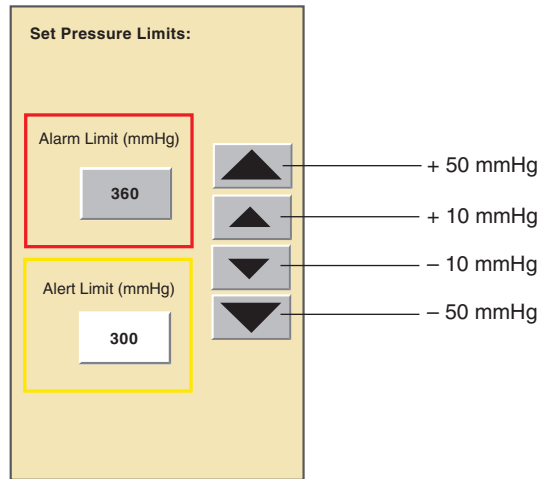 Set Pressure Limits:
Alarm Limit (mmHg)
360
Alert Limit (mmHg)
300
+ 50 mmHg
+ 10 mmHg
– 10 mmHg
– 50 mmHg